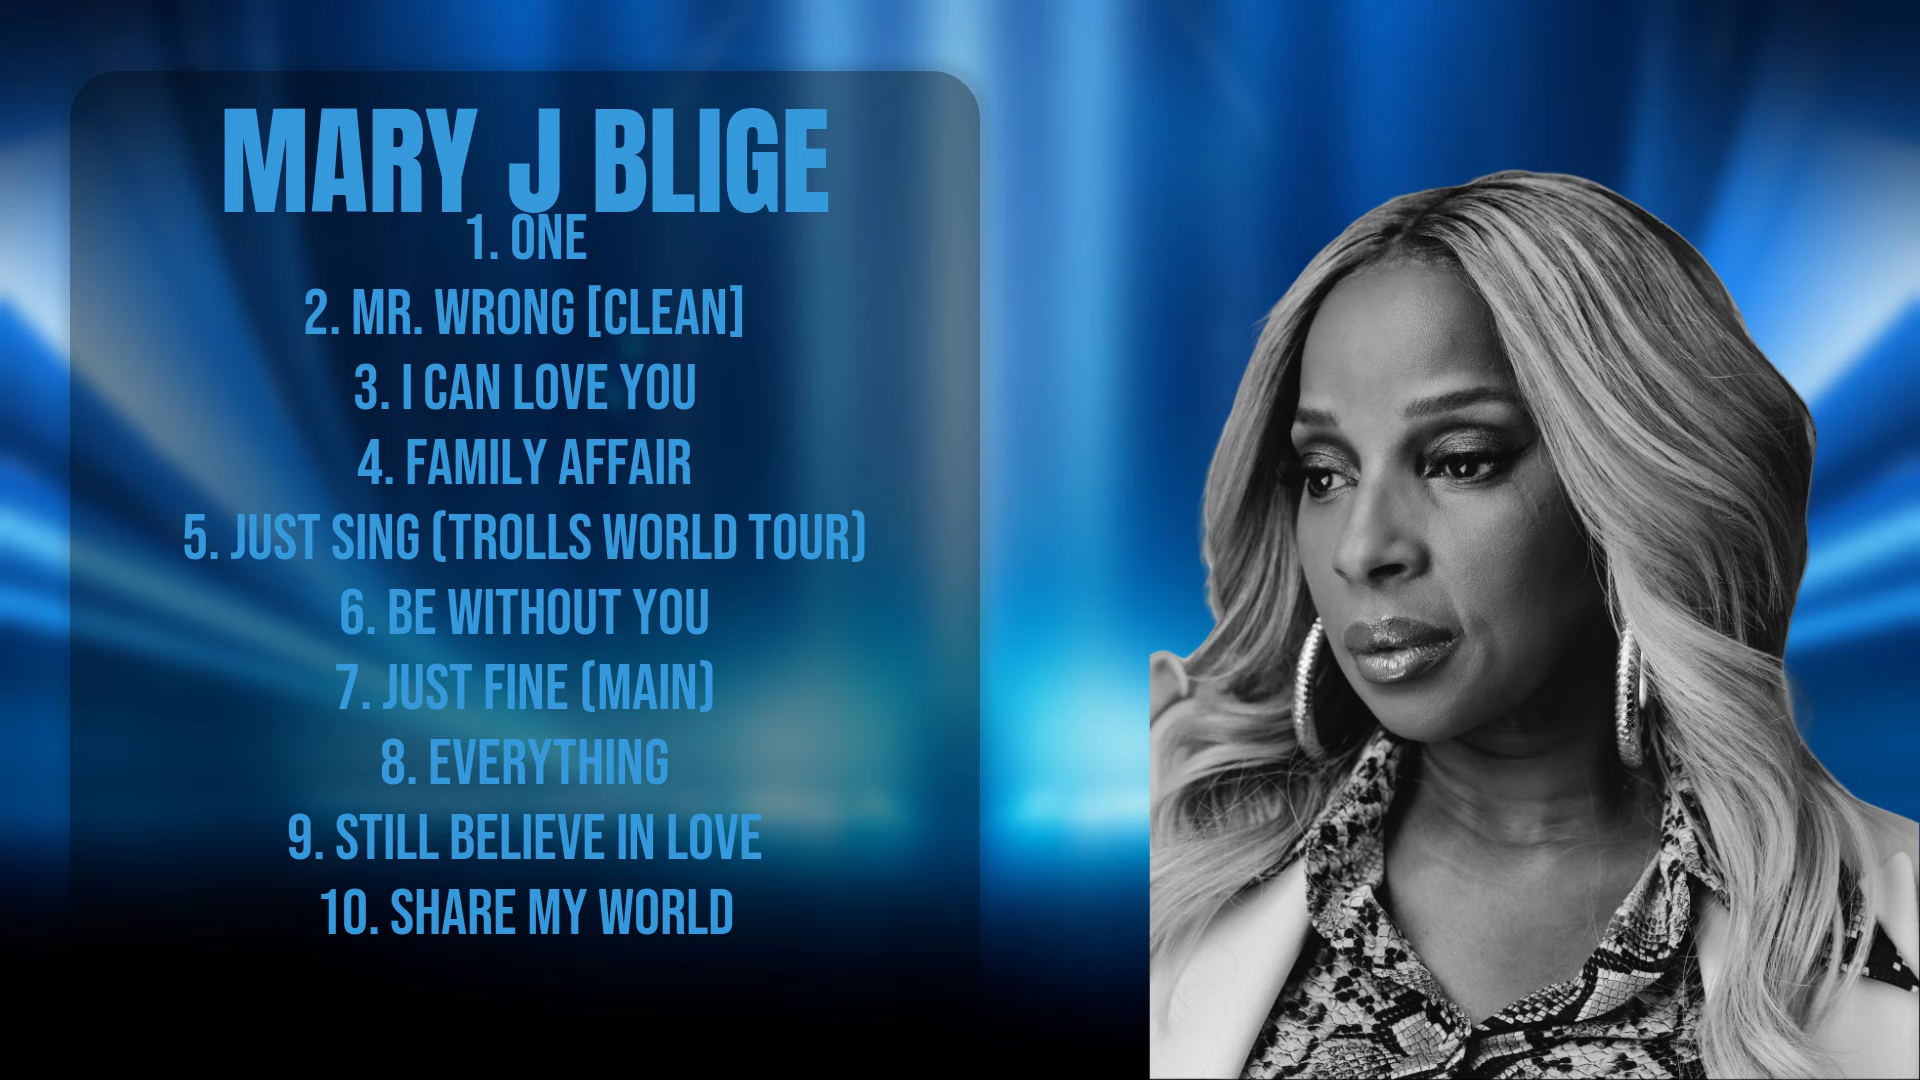 MARY J BLIGE
1. ONE
2. MR. WRONG [CLEAN]
3. I CAN LOVE YOU
4. FAMILY AFFAIR
5. JUST SING (TROLLS WORLD TOUR)
6. BE WITHOUT YOU
7. JUST FINE (MAIN)
8. EVERYTHING
9. STILL BELIEVE IN LOVE
10. SHARE MY WORLD